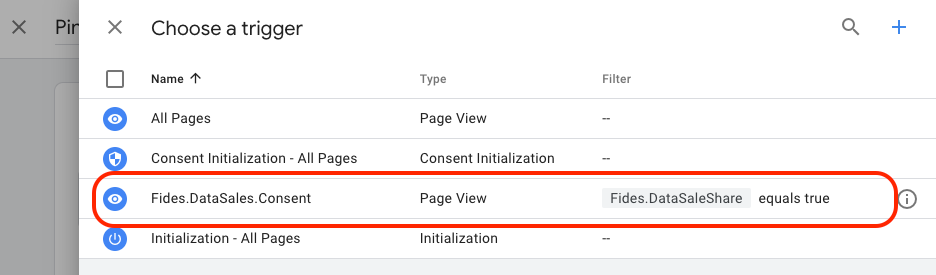 Pin
Choose a trigger
Name Type Filter
All Pages Page View --
Consent Initialization - All Pages Consent Initialization --
Fides.DataSales.Consent Page View Fides.DataSaleShare equals true
Initialization - All Pages Initialization --